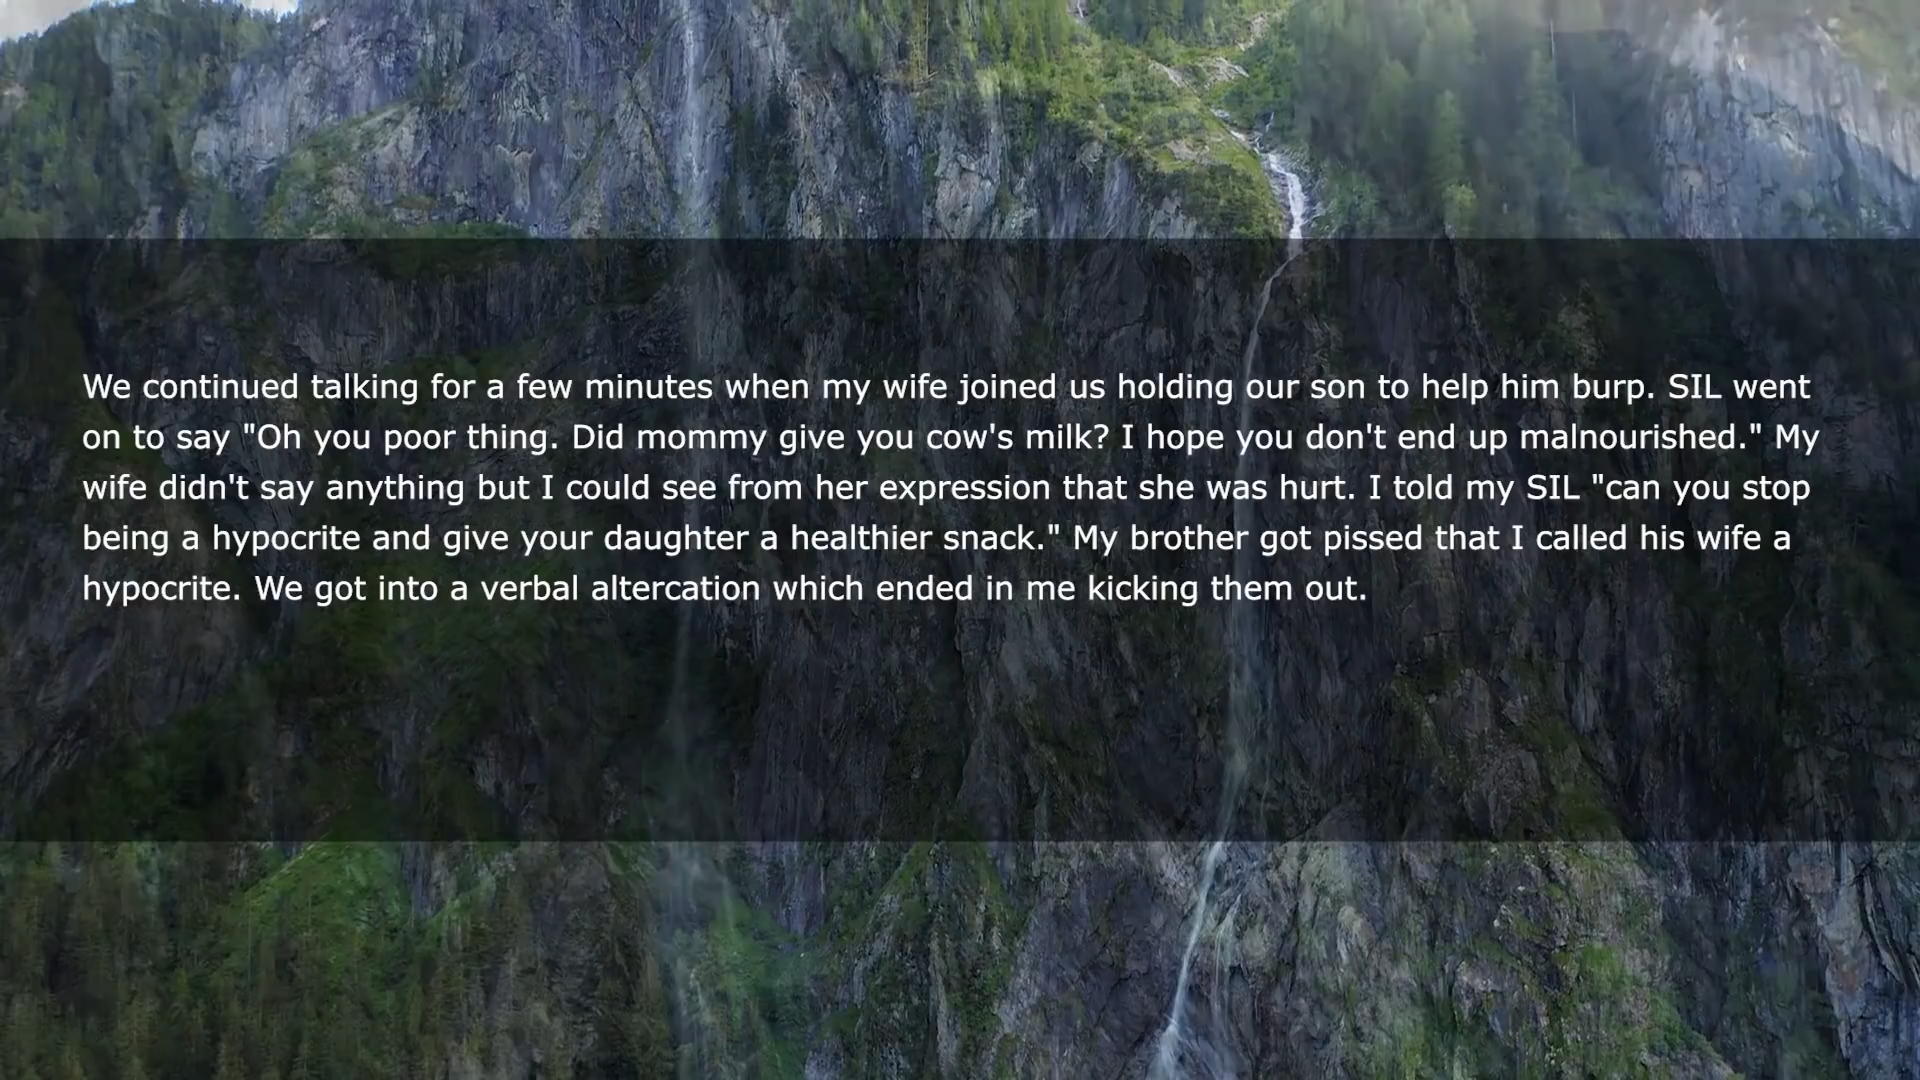 We continued talking for a few minutes when my wife joined us holding our son to help him burp. SIL went
on to say "Oh you poor thing. Did mommy give you cow's milk? I hope you don't end up malnourished." My
wife didn't say anything but I could see from her expression that she was hurt. I told my SIL "can you stop
being a hypocrite and give your daughter a healthier snack." My brother got pissed that I called his wife a
hypocrite. We got into a verbal altercation which ended in me kicking them out.